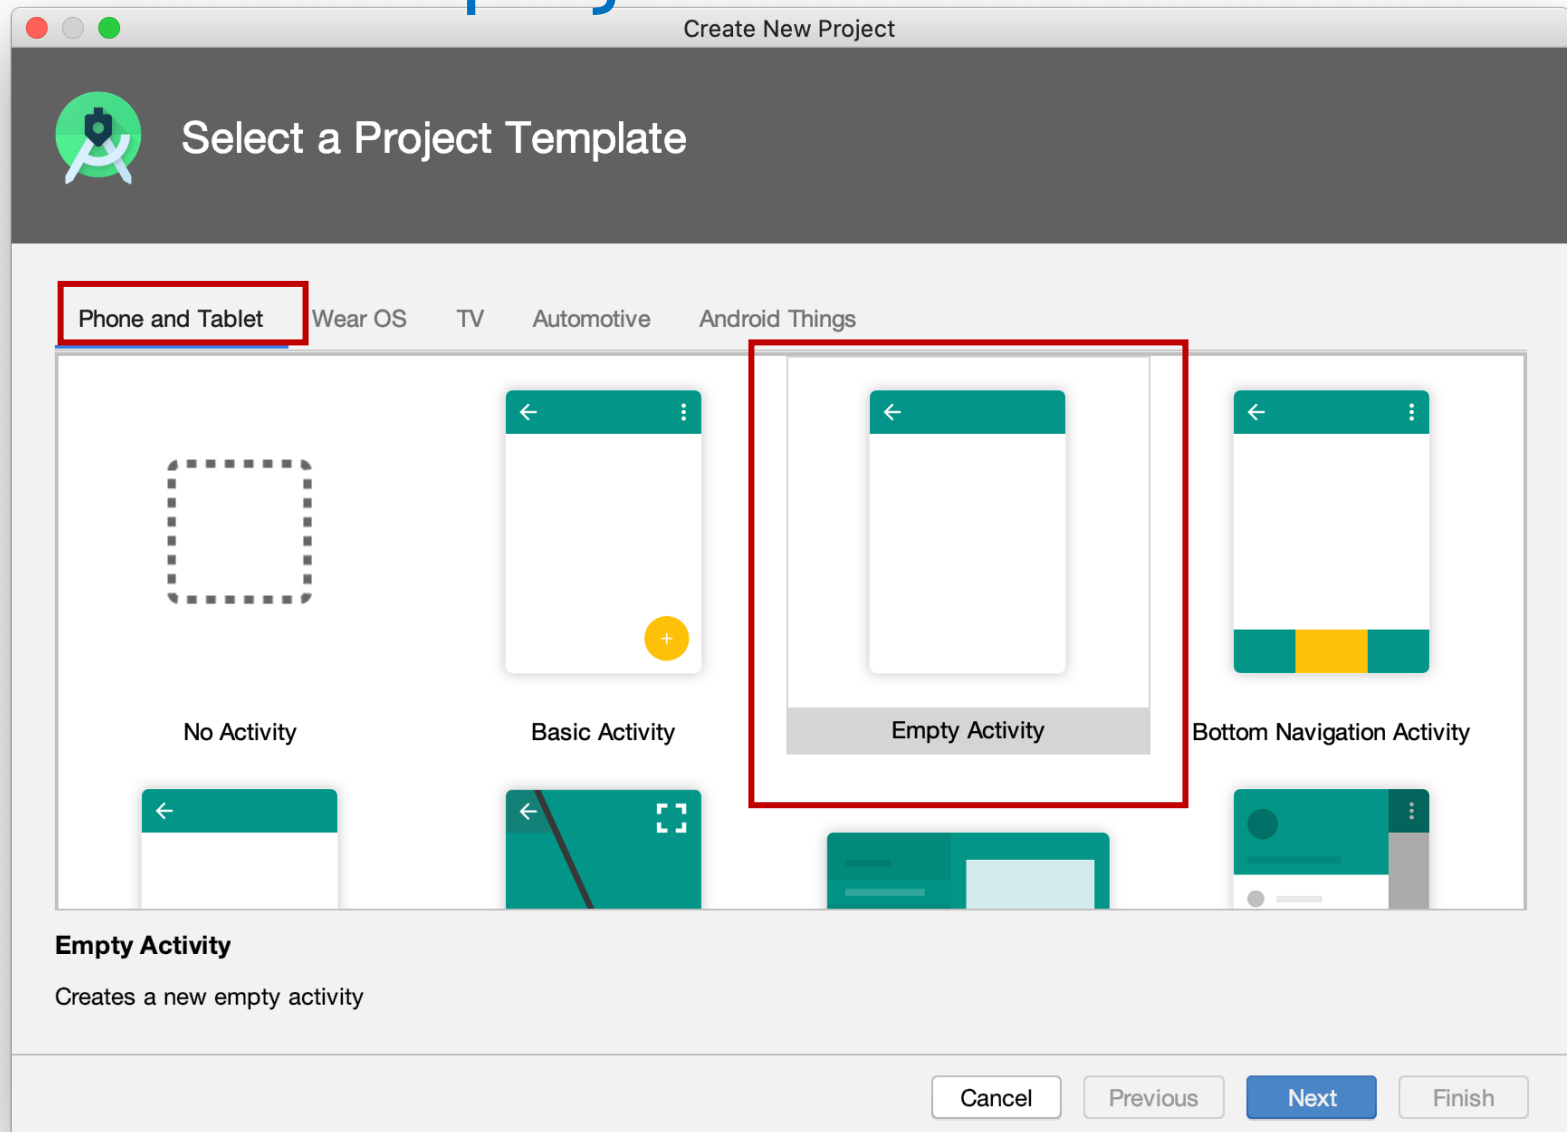 Create New Project
Select a Project Template
Phone and Tablet Wear OS TV Automotive Android Things
No Activity Basic Activity Empty Activity Bottom Navigation Activity
Empty Activity
Creates a new empty activity
Cancel Previous Next Finish